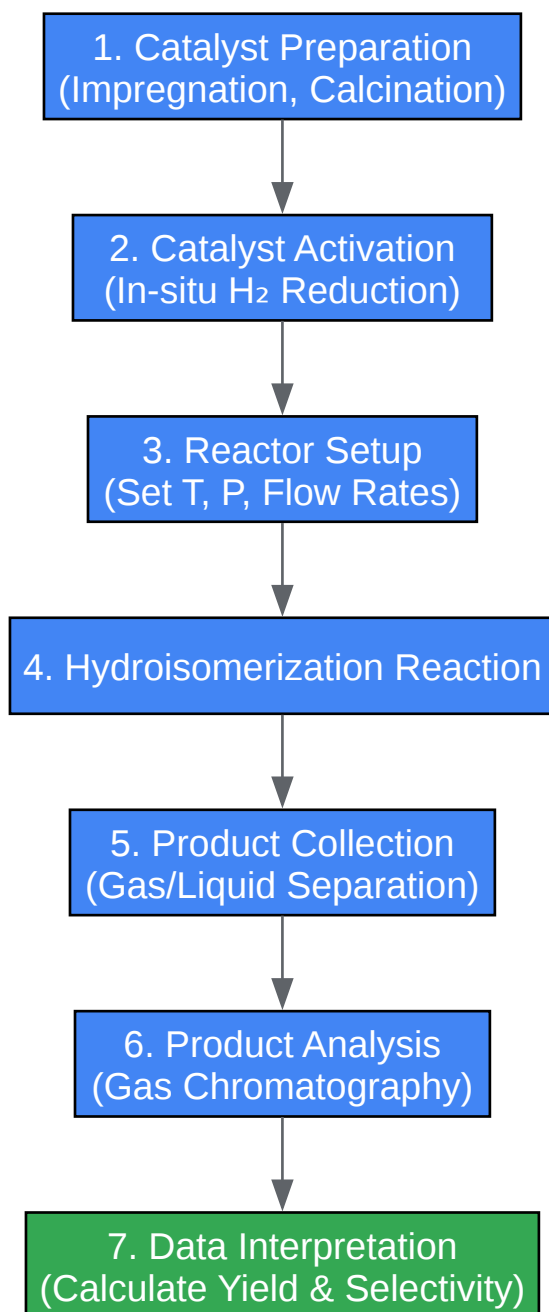 1. Catalyst Preparation
(Impregnation, Calcination)
2. Catalyst Activation
(In-situ H₂ Reduction)
3. Reactor Setup
(Set T, P, Flow Rates)
4. Hydroisomerization Reaction
5. Product Collection
(Gas/Liquid Separation)
6. Product Analysis
(Gas Chromatography)
7. Data Interpretation
(Calculate Yield & Selectivity)